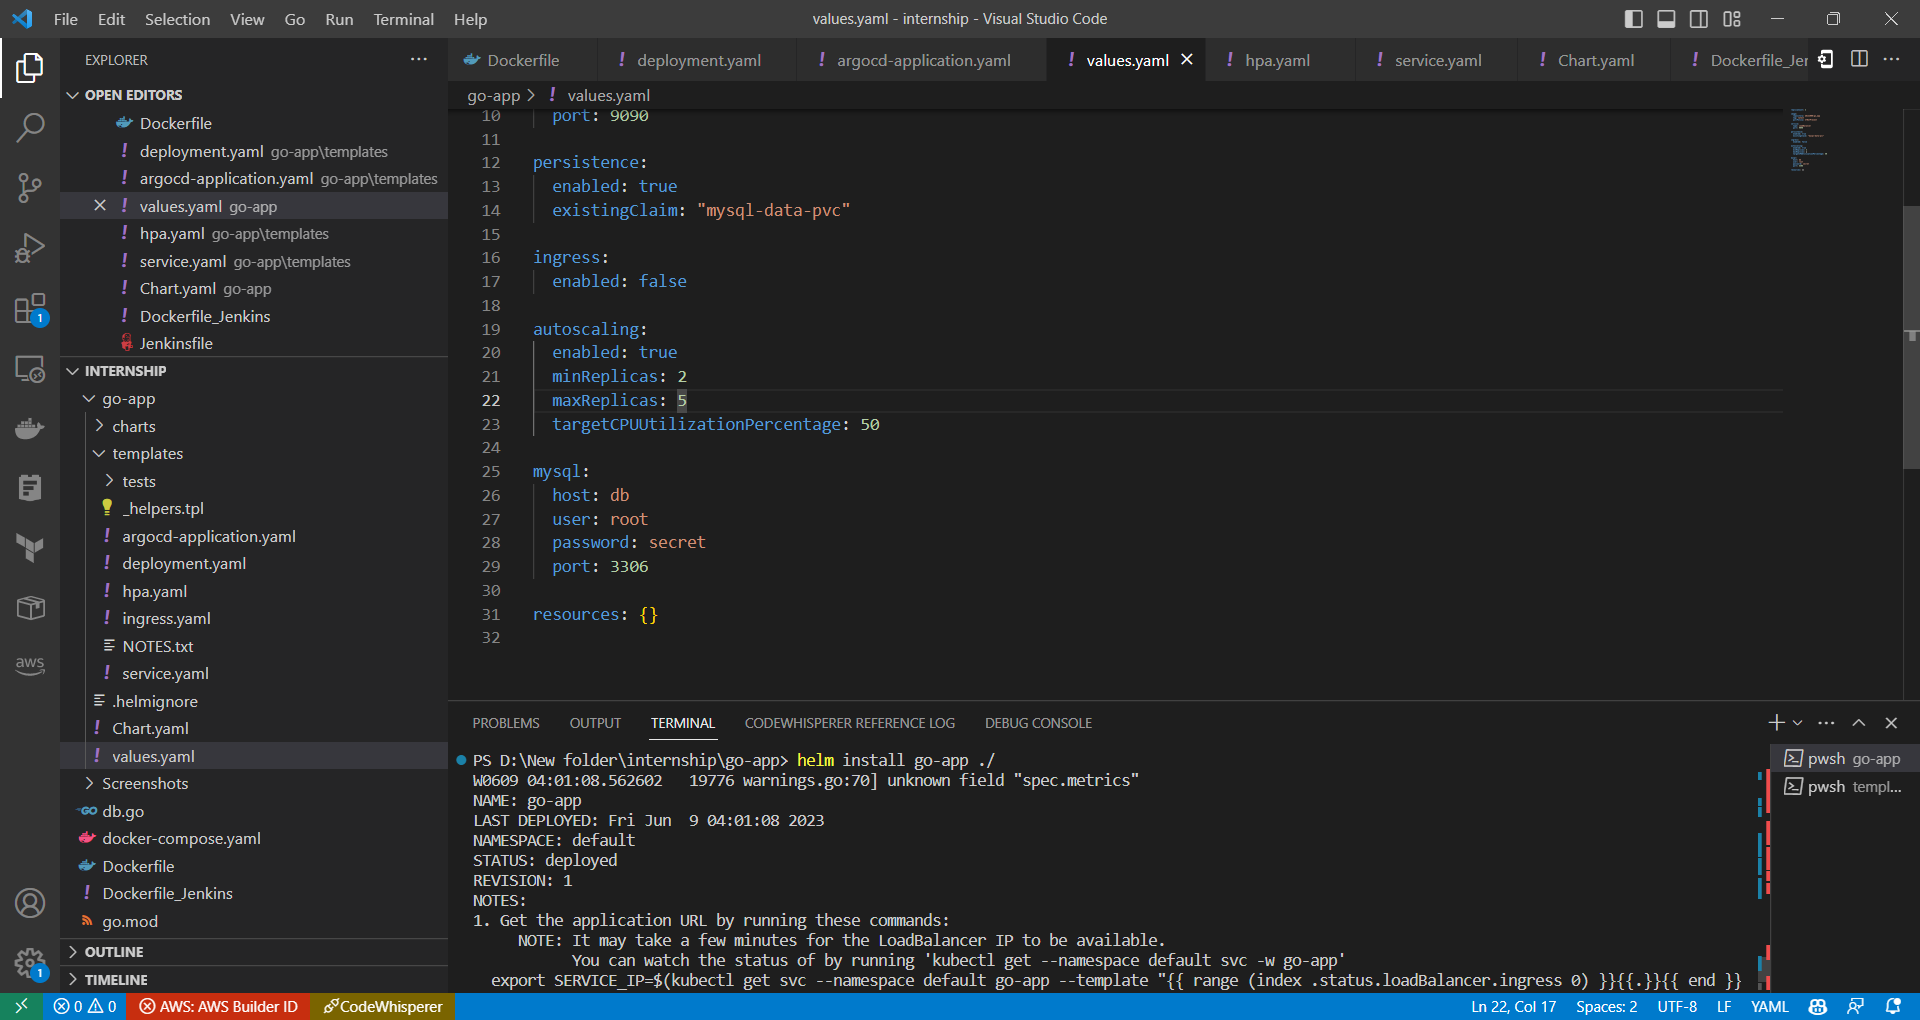 File Edit Selection View Go Run Terminal Help
values.yaml - internship - Visual Studio Code
EXPLORER
OPEN EDITORS
Dockerfile
deployment.yaml go-app\templates
argocd-application.yaml go-app\templates
values.yaml go-app
hpa.yaml go-app\templates
service.yaml go-app\templates
Chart.yaml go-app
Dockerfile_Jenkins
Jenkinsfile
INTERNSHIP
go-app
charts
templates
tests
_helpers.tpl
argocd-application.yaml
deployment.yaml
hpa.yaml
ingress.yaml
NOTES.txt
service.yaml
.helmignore
Chart.yaml
values.yaml
Screenshots
db.go
docker-compose.yaml
Dockerfile
Dockerfile_Jenkins
go.mod
OUTLINE
TIMELINE
1
aws
1
Dockerfile deployment.yaml argocd-application.yaml values.yaml hpa.yaml service.yaml Chart.yaml Dockerfile_Jer
go-app > values.yaml
10 port: 9090
11
12 persistence:
13 enabled: true
14 existingClaim: "mysql-data-pvc"
15
16 ingress:
17 enabled: false
18
19 autoscaling:
20 enabled: true
21 minReplicas: 2
22 maxReplicas: 5
23 targetCPUUtilizationPercentage: 50
24
25 mysql:
26 host: db
27 user: root
28 password: secret
29 port: 3306
30
31 resources: {}
32
PROBLEMS OUTPUT TERMINAL CODEWHISPERER REFERENCE LOG DEBUG CONSOLE
PS D:\New folder\internship\go-app> helm install go-app ./
W0609 04:01:08.562602 19776 warnings.go:70] unknown field "spec.metrics"
NAME: go-app
LAST DEPLOYED: Fri Jun 9 04:01:08 2023
NAMESPACE: default
STATUS: deployed
REVISION: 1
NOTES:
1. Get the application URL by running these commands:
NOTE: It may take a few minutes for the LoadBalancer IP to be available.
You can watch the status of by running 'kubectl get --namespace default svc -w go-app'
export SERVICE_IP=$(kubectl get svc --namespace default go-app --template "{{ range (index .status.loadBalancer.ingress 0) }}{{.}}{{ end }}
pwsh go-app
pwsh templ...
0 0 AWS: AWS Builder ID CodeWhisperer
Ln 22, Col 17 Spaces: 2 UTF-8 LF YAML